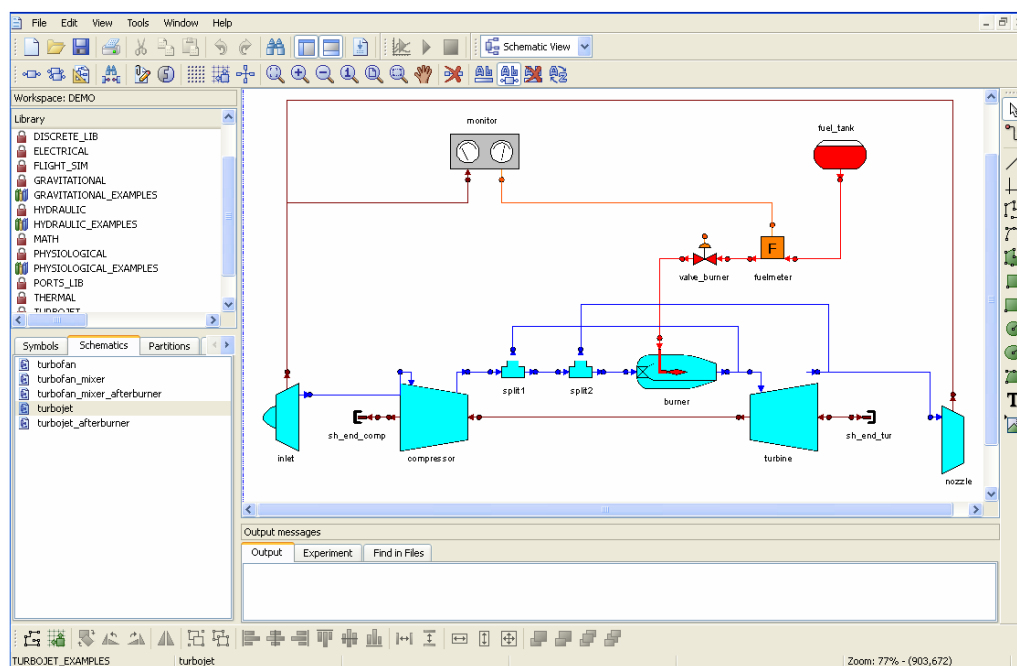 File Edit View Tools Window Help
Schematic View
Workspace: DEMO
Library
DISCRETE_LIB
ELECTRICAL
FLIGHT_SIM
GRAVITATIONAL
GRAVITATIONAL_EXAMPLES
HYDRAULIC
HYDRAULIC_EXAMPLES
MATH
PHYSIOLOGICAL
PHYSIOLOGICAL_EXAMPLES
PORTS_LIB
THERMAL
TURBOJET
Symbols Schematics Partitions
turbofan
turbofan_mixer
turbofan_mixer_afterburner
turbojet
turbojet_afterburner
monitor
fuel_tank
F
valve_burner
fuelmeter
split1
split2
burner
sh_end_comp
sh_end_tur
inlet
compressor
turbine
nozzle
Output messages
Output Experiment Find in Files
TURBOJET_EXAMPLES turbojet Zoom: 77% - (903,672)